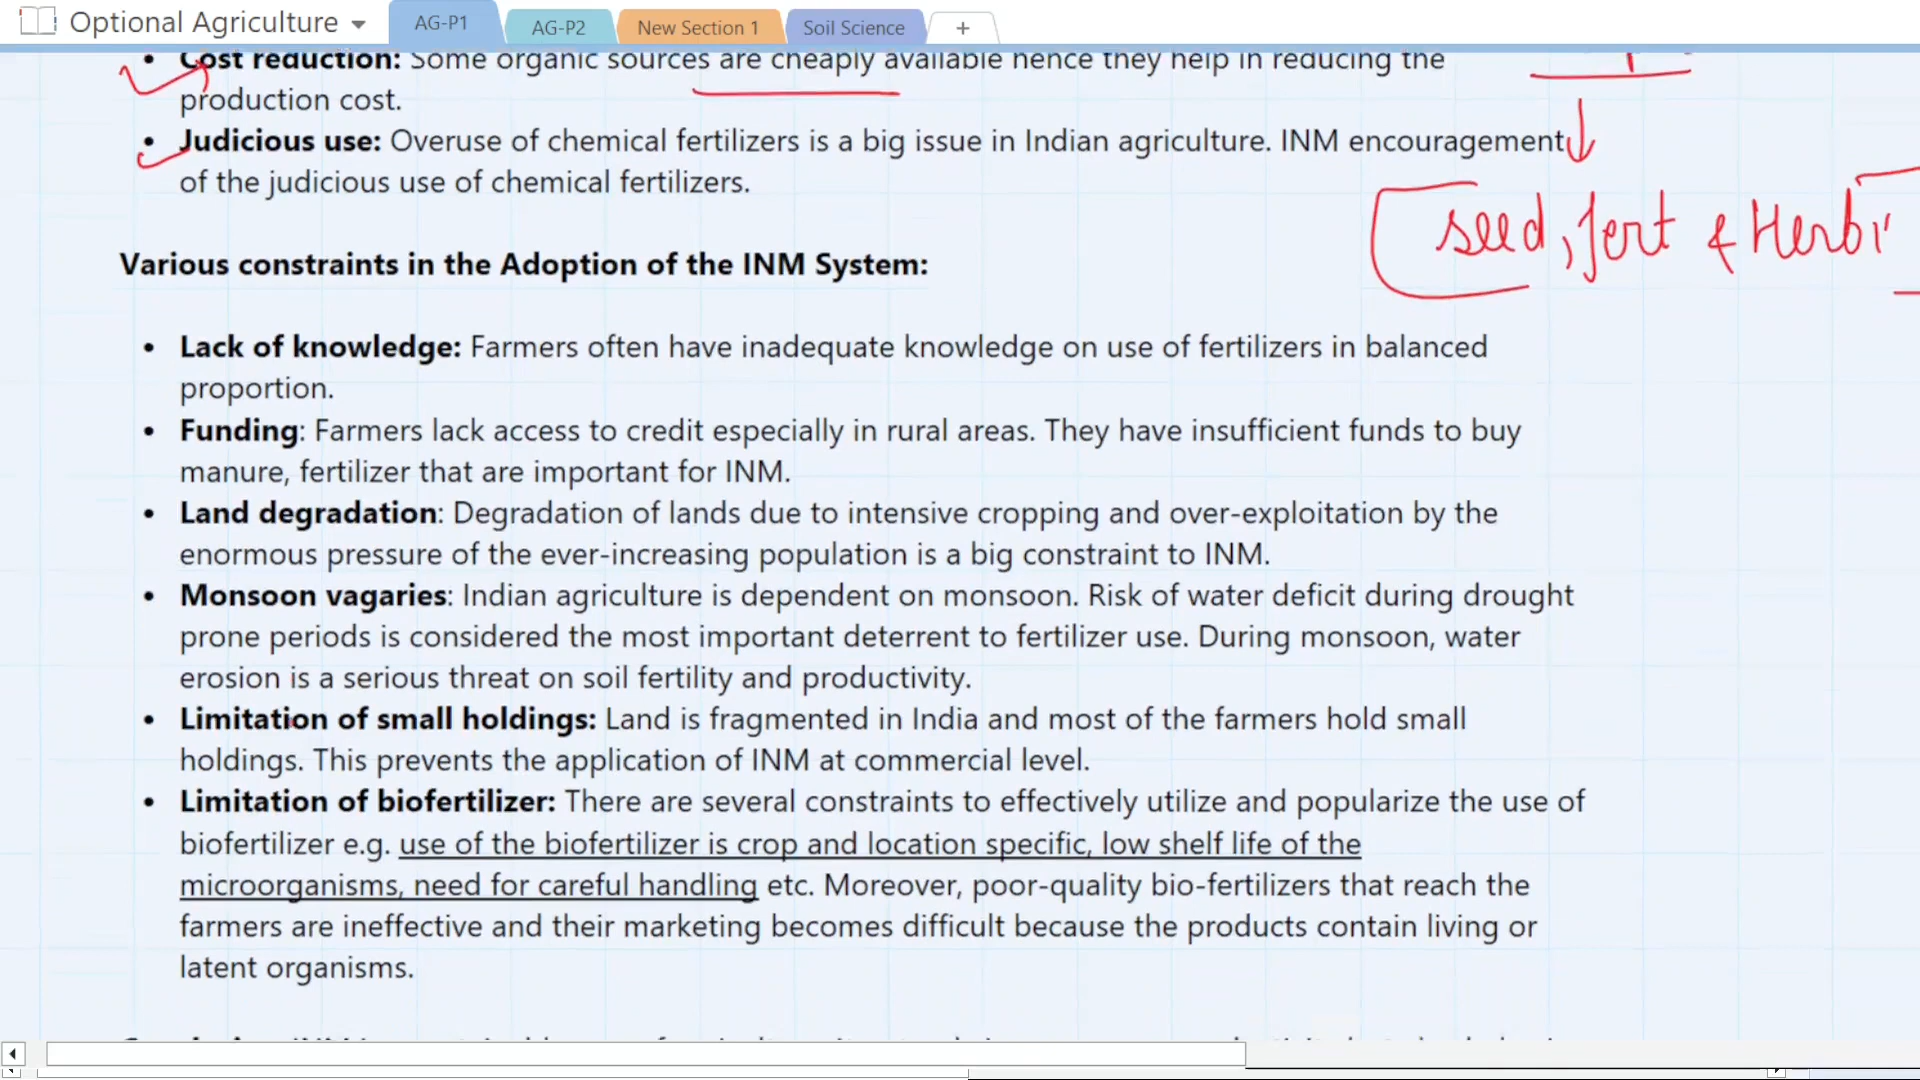 Optional Agriculture
AG-P1
AG-P2
New Section 1
Soil Science
+
• Cost reduction: Some organic sources are cheaply available hence they help in reducing the
production cost.
• Judicious use: Overuse of chemical fertilizers is a big issue in Indian agriculture. INM encouragement
of the judicious use of chemical fertilizers.
seed, fert & Herbi
Various constraints in the Adoption of the INM System:
• Lack of knowledge: Farmers often have inadequate knowledge on use of fertilizers in balanced
proportion.
• Funding: Farmers lack access to credit especially in rural areas. They have insufficient funds to buy
manure, fertilizer that are important for INM.
• Land degradation: Degradation of lands due to intensive cropping and over-exploitation by the
enormous pressure of the ever-increasing population is a big constraint to INM.
• Monsoon vagaries: Indian agriculture is dependent on monsoon. Risk of water deficit during drought
prone periods is considered the most important deterrent to fertilizer use. During monsoon, water
erosion is a serious threat on soil fertility and productivity.
• Limitation of small holdings: Land is fragmented in India and most of the farmers hold small
holdings. This prevents the application of INM at commercial level.
• Limitation of biofertilizer: There are several constraints to effectively utilize and popularize the use of
biofertilizer e.g. use of the biofertilizer is crop and location specific, low shelf life of the
microorganisms, need for careful handling etc. Moreover, poor-quality bio-fertilizers that reach the
farmers are ineffective and their marketing becomes difficult because the products contain living or
latent organisms.